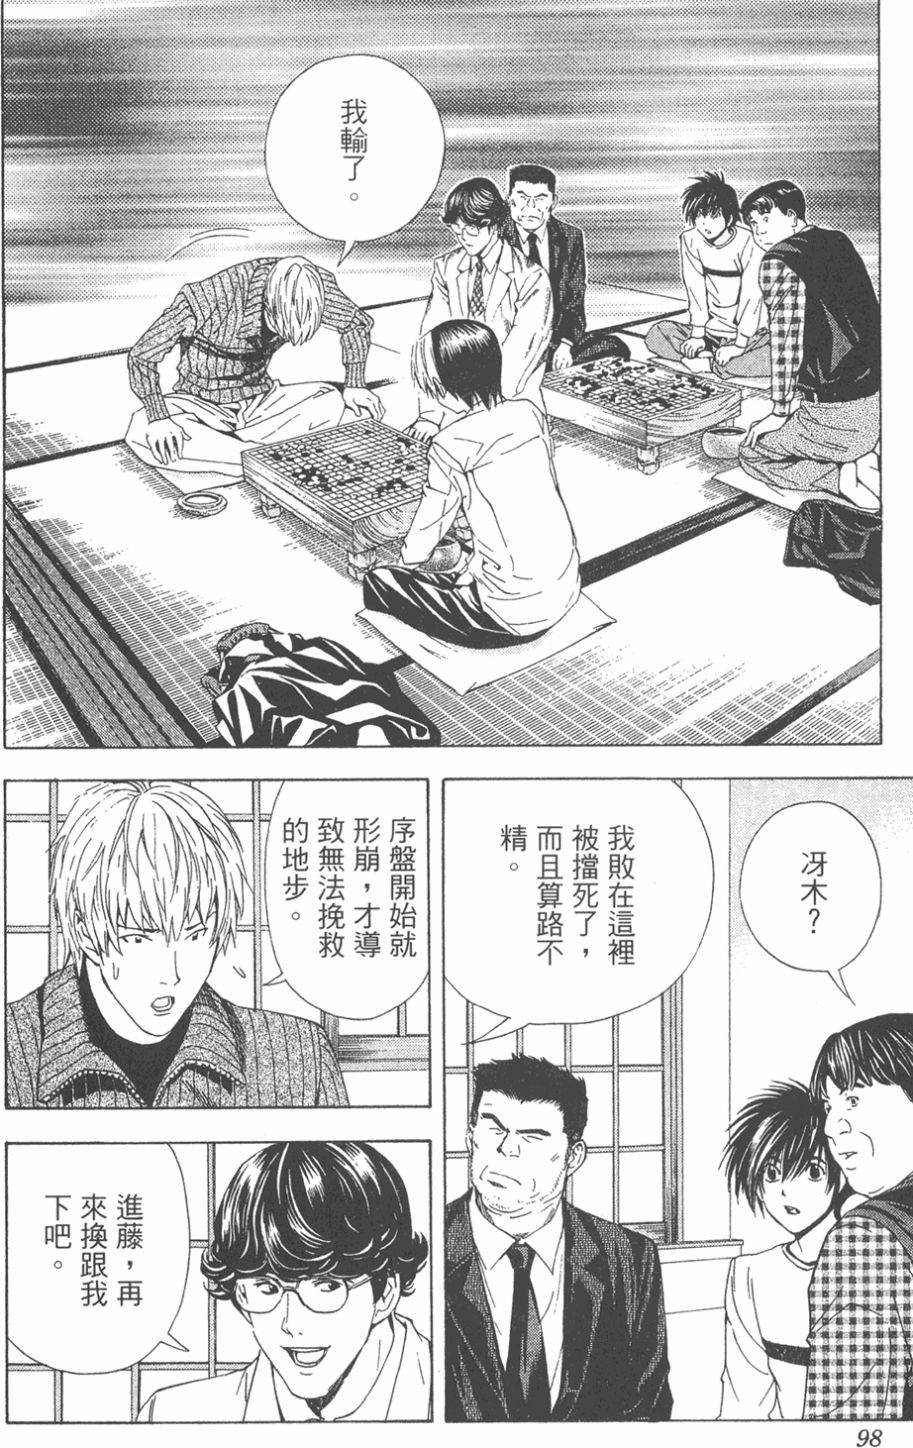 我
輸
了
。
冴木？
我敗在這裡
被擋死了，
而且算路不
精。
序盤開始就
形崩，才導
致無法挽救
的地步。
進藤，再
來換跟我
下吧。
98